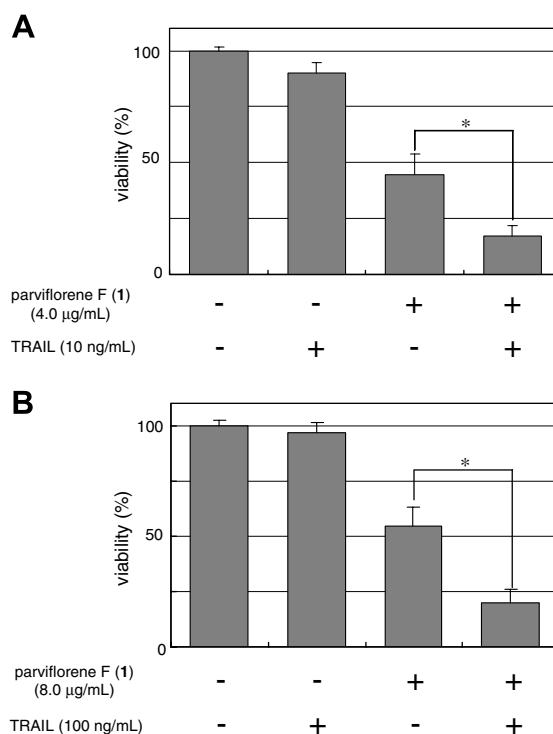 A
100
50
0
viability (%)
*
parviflorene F (1) - - + +
(4.0 μg/mL)
TRAIL (10 ng/mL) - + - +
B
100
50
0
viability (%)
*
parviflorene F (1) - - + +
(8.0 μg/mL)
TRAIL (100 ng/mL) - + - +